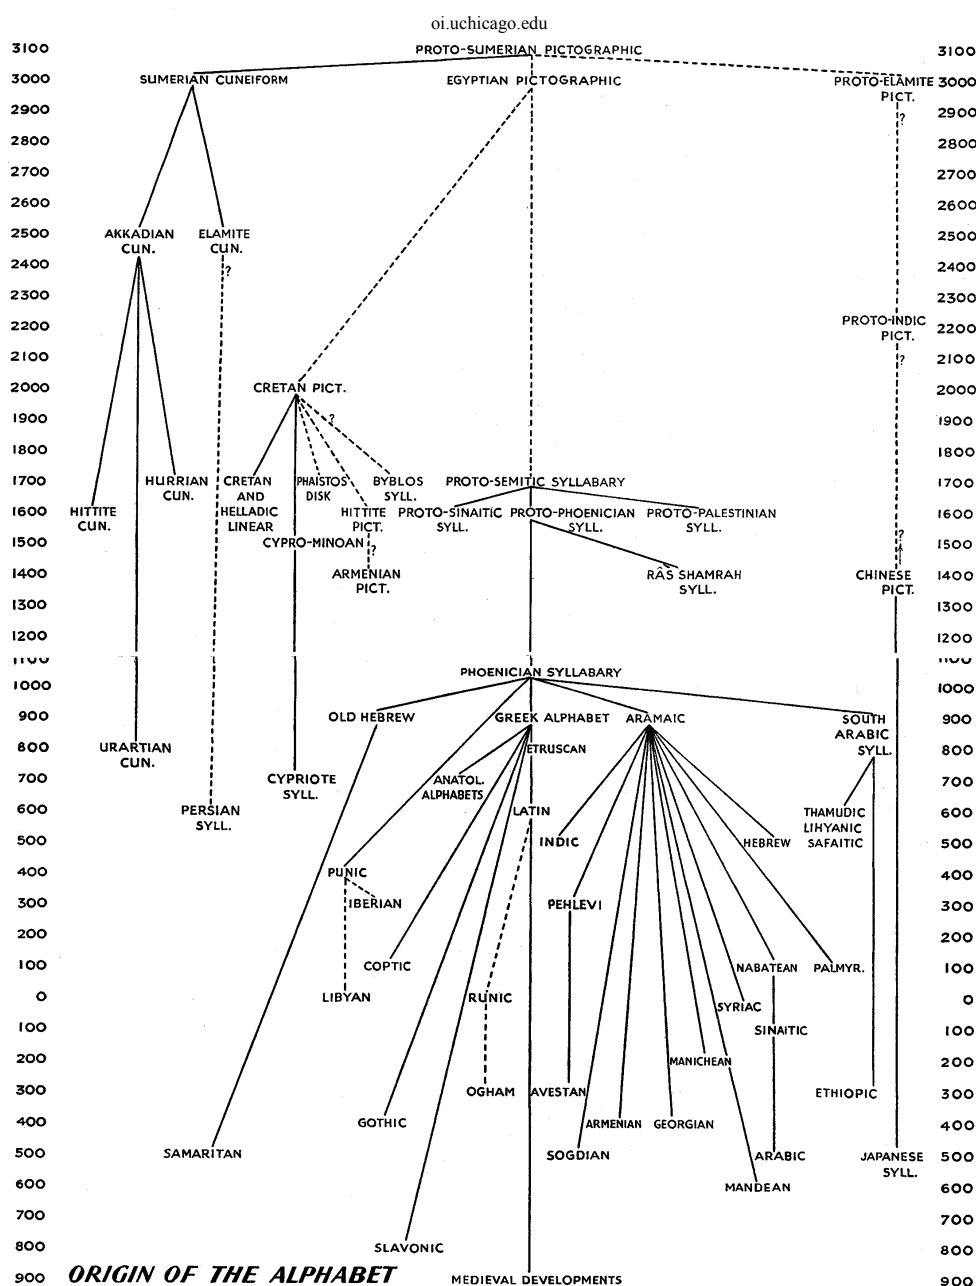 oi.uchicago.edu
3100 PROTO-SUMERIAN PICTOGRAPHIC 3100
3000 SUMERIAN CUNEIFORM EGYPTIAN PICTOGRAPHIC PROTO-ELAMITE 3000
PICT.
2900 ? 2900
2800 2800
2700 2700
2600 2600
2500 AKKADIAN ELAMITE 2500
CUN. CUN.
2400 ? 2400
2300 2300
2200 PROTO-INDIC 2200
PICT.
2100 ? 2100
2000 CRETAN PICT. 2000
1900 ? 1900
1800 1800
1700 HURRIAN CRETAN PHAISTOS BYBLOS PROTO-SEMITIC SYLLABARY 1700
CUN. AND DISK SYLL.
1600 HITTITE HELLADIC HITTITE PROTO-SINAITIC PROTO-PHOENICIAN PROTO-PALESTINIAN 1600
CUN. LINEAR PICT. SYLL. SYLL. SYLL.
1500 CYPRO-MINOAN ? ? 1500
1400 ARMENIAN RÂS SHAMRAH CHINESE 1400
PICT. SYLL. PICT.
1300 1300
1200 1200
1100 1100
1000 PHOENICIAN SYLLABARY 1000
900 OLD HEBREW GREEK ALPHABET ARAMAIC SOUTH 900
ARABIC
SYLL.
800 URARTIAN ETRUSCAN 800
CUN.
700 CYPRIOTE ANATOL. 700
SYLL. ALPHABETS
600 PERSIAN LATIN THAMUDIC 600
SYLL. LIHYANIC
SAFAITIC
500 INDIC HEBREW 500
400 PUNIC 400
300 IBERIAN PEHLEVI 300
200 200
100 COPTIC NABATEAN PALMYR. 100
0 LIBYAN RUNIC SYRIAC 0
100 SINAITIC 100
200 MANICHEAN 200
300 OGHAM AVESTAN ETHIOPIC 300
400 GOTHIC ARMENIAN GEORGIAN 400
500 SAMARITAN SOGDIAN ARABIC JAPANESE 500
SYLL.
600 MANDEAN 600
700 700
800 SLAVONIC 800
900 ORIGIN OF THE ALPHABET MEDIEVAL DEVELOPMENTS 900